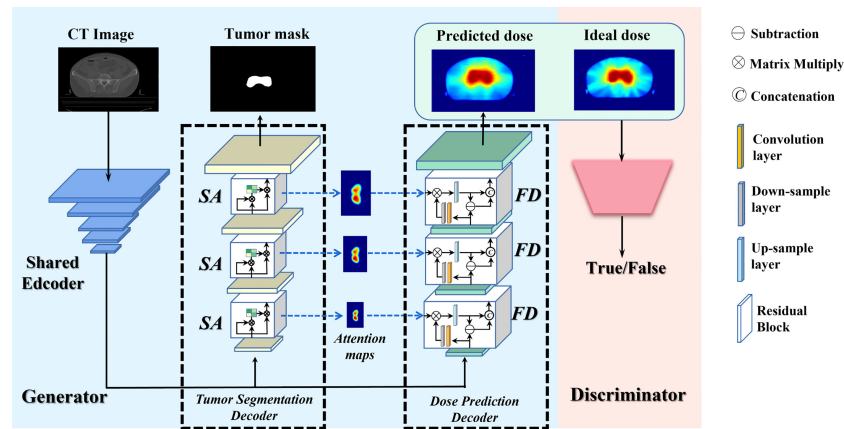 CT Image
Tumor mask
Predicted dose
Ideal dose
Subtraction
Matrix Multiply
C
Concatenation
Convolution
layer
Down-sample
layer
Up-sample
layer
Residual
Block
SA
SA
SA
C
FD
C
FD
C
FD
Shared
Edcoder
Attention
maps
True/False
Generator
Tumor Segmentation
Decoder
Dose Prediction
Decoder
Discriminator